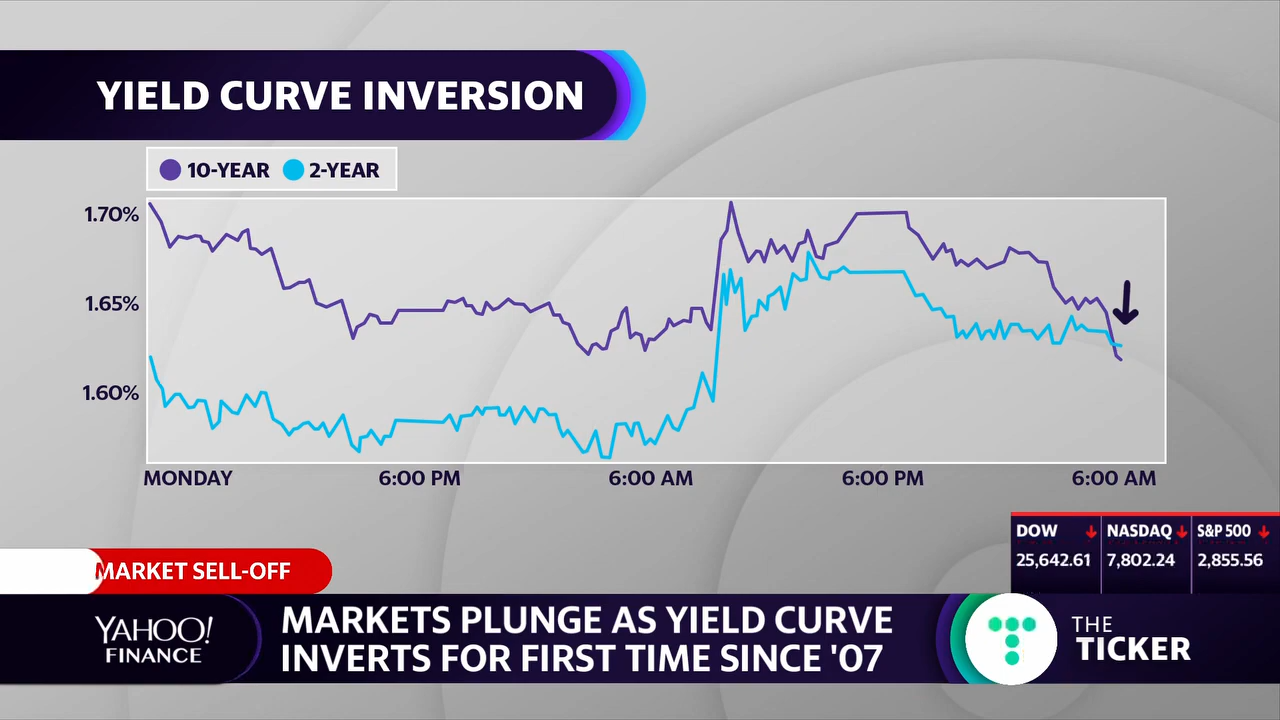 YIELD CURVE INVERSION
10-YEAR 2-YEAR
1.70%
1.65%
1.60%
MONDAY 6:00 PM 6:00 AM 6:00 PM 6:00 AM
DOW NASDAQ S&P 500
25,642.61 7,802.24 2,855.56
MARKET SELL-OFF
YAHOO!
FINANCE
MARKETS PLUNGE AS YIELD CURVE
INVERTS FOR FIRST TIME SINCE '07
THE
TICKER